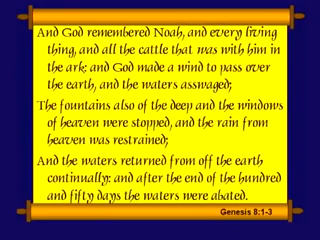 And God remembered Noah, and every living
thing, and all the cattle that was with him in
the ark: and God made a wind to pass over
the earth, and the waters asswaged;
The fountains also of the deep and the windows
of heaven were stopped, and the rain from
heaven was restrained;
And the waters returned from off the earth
continually: and after the end of the hundred
and fifty days the waters were abated.
Genesis 8:1-3